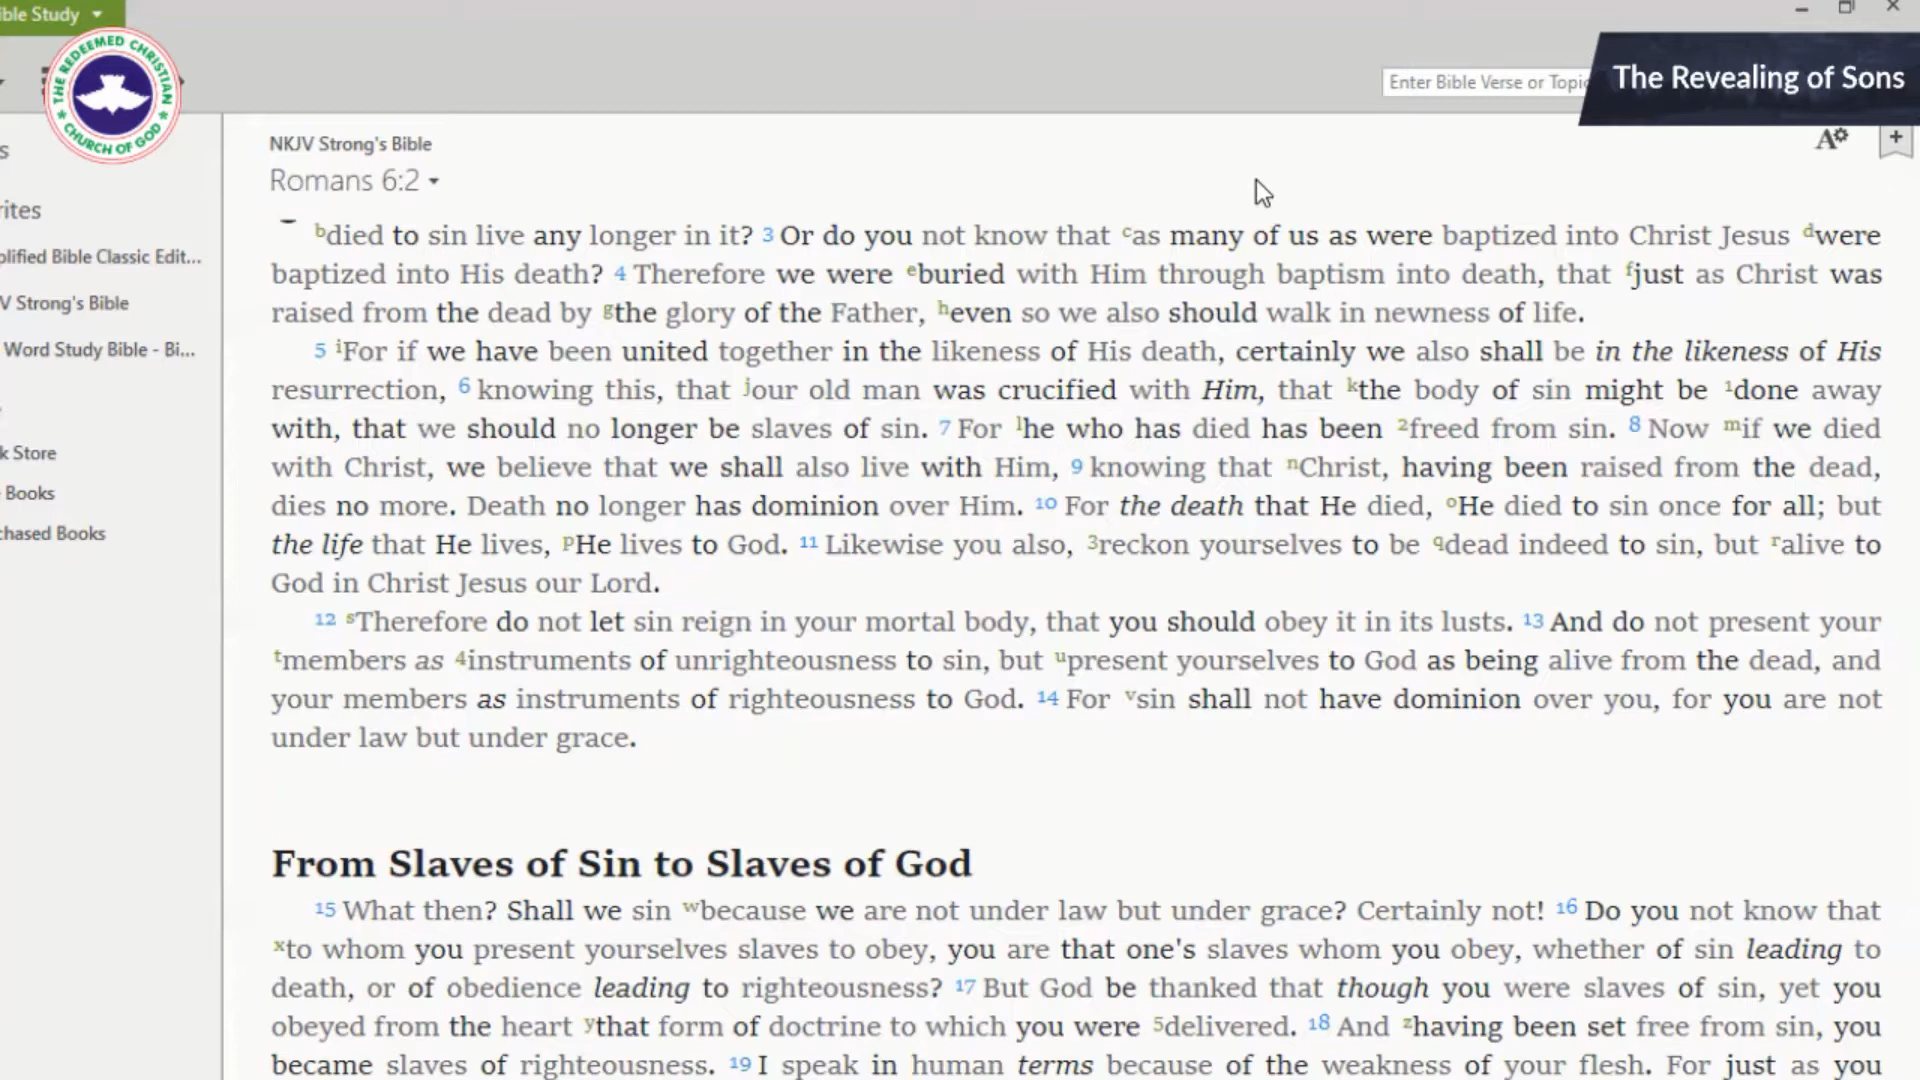 ible Study
THE REDEEMED CHRISTIAN
CHURCH OF GOD
Enter Bible Verse or Topic
The Revealing of Sons
s
NKJV Strong's Bible
Romans 6:2
A
rites
plified Bible Classic Edit...
V Strong's Bible
Word Study Bible - Bi...
k Store
Books
chased Books
bdied to sin live any longer in it? 3 Or do you not know that cas many of us as were baptized into Christ Jesus dwere
baptized into His death? 4 Therefore we were eburied with Him through baptism into death, that fjust as Christ was
raised from the dead by gthe glory of the Father, heven so we also should walk in newness of life.
5 iFor if we have been united together in the likeness of His death, certainly we also shall be in the likeness of His
resurrection, 6 knowing this, that jour old man was crucified with Him, that kthe body of sin might be 1done away
with, that we should no longer be slaves of sin. 7 For lhe who has died has been 2freed from sin. 8 Now mif we died
with Christ, we believe that we shall also live with Him, 9 knowing that nChrist, having been raised from the dead,
dies no more. Death no longer has dominion over Him. 10 For the death that He died, oHe died to sin once for all; but
the life that He lives, pHe lives to God. 11 Likewise you also, 3reckon yourselves to be qdead indeed to sin, but ralive to
God in Christ Jesus our Lord.
12 sTherefore do not let sin reign in your mortal body, that you should obey it in its lusts. 13 And do not present your
tmembers as 4instruments of unrighteousness to sin, but upresent yourselves to God as being alive from the dead, and
your members as instruments of righteousness to God. 14 For vsin shall not have dominion over you, for you are not
under law but under grace.
From Slaves of Sin to Slaves of God
15 What then? Shall we sin wbecause we are not under law but under grace? Certainly not! 16 Do you not know that
xto whom you present yourselves slaves to obey, you are that one's slaves whom you obey, whether of sin leading to
death, or of obedience leading to righteousness? 17 But God be thanked that though you were slaves of sin, yet you
obeyed from the heart ythat form of doctrine to which you were 5delivered. 18 And zhaving been set free from sin, you
became slaves of righteousness. 19 I speak in human terms because of the weakness of your flesh. For just as you